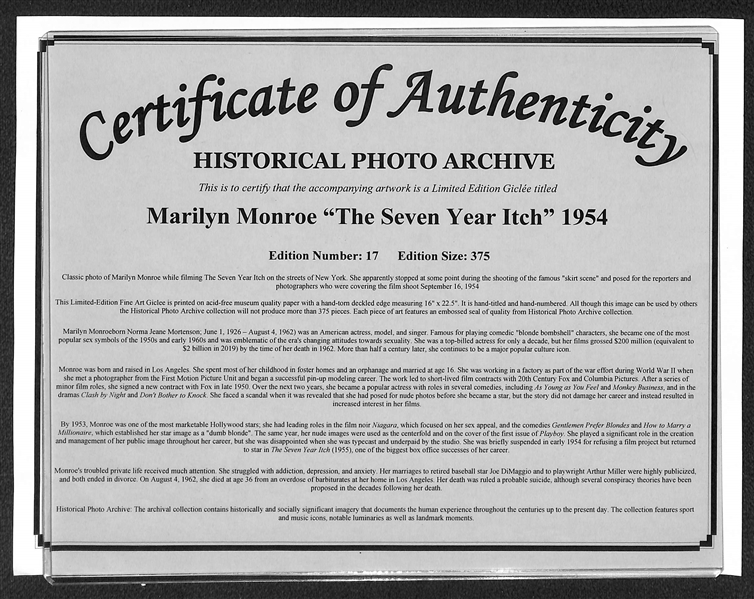 Certificate of Authenticity
HISTORICAL PHOTO ARCHIVE
This is to certify that the accompanying artwork is a Limited Edition Giclée titled
Marilyn Monroe “The Seven Year Itch” 1954
Edition Number: 17 Edition Size: 375
Classic photo of Marilyn Monroe while filming The Seven Year Itch on the streets of New York. She apparently stopped at some point during the shooting of the famous "skirt scene" and posed for the reporters and
photographers who were covering the film shoot September 16, 1954
This Limited-Edition Fine Art Giclee is printed on acid-free museum quality paper with a hand-torn deckled edge measuring 16" x 22.5". It is hand-titled and hand-numbered. All though this image can be used by others
the Historical Photo Archive collection will not produce more than 375 pieces. Each piece of art features an embossed seal of quality from Historical Photo Archive collection.
Marilyn Monroeborn Norma Jeane Mortenson; June 1, 1926 – August 4, 1962) was an American actress, model, and singer. Famous for playing comedic "blonde bombshell" characters, she became one of the most
popular sex symbols of the 1950s and early 1960s and was emblematic of the era's changing attitudes towards sexuality. She was a top-billed actress for only a decade, but her films grossed $200 million (equivalent to
$2 billion in 2019) by the time of her death in 1962. More than half a century later, she continues to be a major popular culture icon.
Monroe was born and raised in Los Angeles. She spent most of her childhood in foster homes and an orphanage and married at age 16. She was working in a factory as part of the war effort during World War II when
she met a photographer from the First Motion Picture Unit and began a successful pin-up modeling career. The work led to short-lived film contracts with 20th Century Fox and Columbia Pictures. After a series of
minor film roles, she signed a new contract with Fox in late 1950. Over the next two years, she became a popular actress with roles in several comedies, including As Young as You Feel and Monkey Business, and in the
dramas Clash by Night and Don't Bother to Knock. She faced a scandal when it was revealed that she had posed for nude photos before she became a star, but the story did not damage her career and instead resulted in
increased interest in her films.
By 1953, Monroe was one of the most marketable Hollywood stars; she had leading roles in the film noir Niagara, which focused on her sex appeal, and the comedies Gentlemen Prefer Blondes and How to Marry a
Millionaire, which established her star image as a "dumb blonde". The same year, her nude images were used as the centerfold and on the cover of the first issue of Playboy. She played a significant role in the creation
and management of her public image throughout her career, but she was disappointed when she was typecast and underpaid by the studio. She was briefly suspended in early 1954 for refusing a film project but returned
to star in The Seven Year Itch (1955), one of the biggest box office successes of her career.
Monroe's troubled private life received much attention. She struggled with addiction, depression, and anxiety. Her marriages to retired baseball star Joe DiMaggio and to playwright Arthur Miller were highly publicized,
and both ended in divorce. On August 4, 1962, she died at age 36 from an overdose of barbiturates at her home in Los Angeles. Her death was ruled a probable suicide, although several conspiracy theories have been
proposed in the decades following her death.
Historical Photo Archive: The archival collection contains historically and socially significant imagery that documents the human experience throughout the centuries up to the present day. The collection features sport
and music icons, notable luminaries as well as landmark moments.